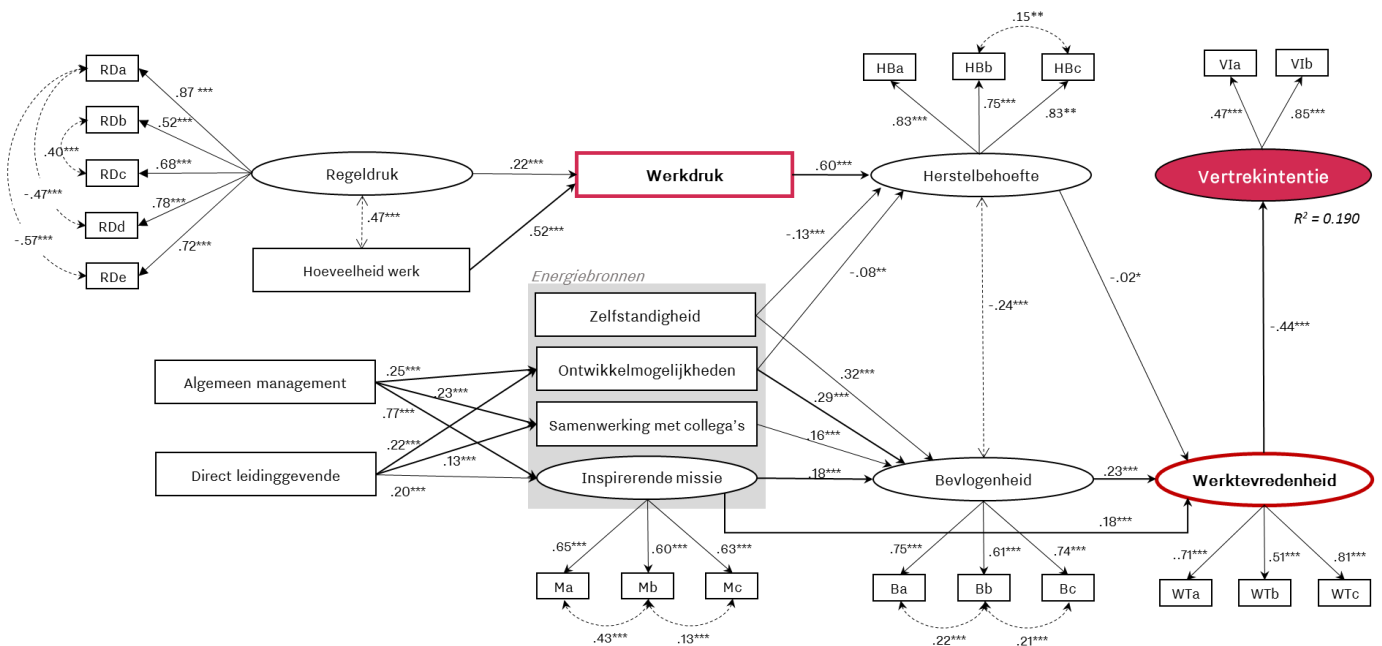 .15**
RDa
HBa
HBb
HBc
VIa
VIb
.87 ***
.75***
.47***
.85***
RDb
.52***
.83***
.83**
.40***
RDc
.68***
Regeldruk
.22***
Werkdruk
.60***
Herstelbehoefte
Vertrekintentie
-.47***
.78***
.47***
R² = 0.190
RDd
.52***
-.13***
-.57***
.72***
RDe
Hoeveelheid werk
Energiebronnen
-.08**
-.02*
-.24***
Zelfstandigheid
-.44***
Algemeen management
.25***
Ontwikkelmogelijkheden
.32***
.23***
.29***
.77***
Samenwerking met collega's
.16***
.22***
.13***
Direct leidinggevende
.20***
Inspirerende missie
.18***
Bevlogenheid
.23***
Werktevredenheid
.18***
.65***
.60***
.63***
.75***
.61***
.74***
..71***
.51***
.81***
Ma
Mb
Mc
Ba
Bb
Bc
WTa
WTb
WTc
.43***
.13***
.22***
.21***